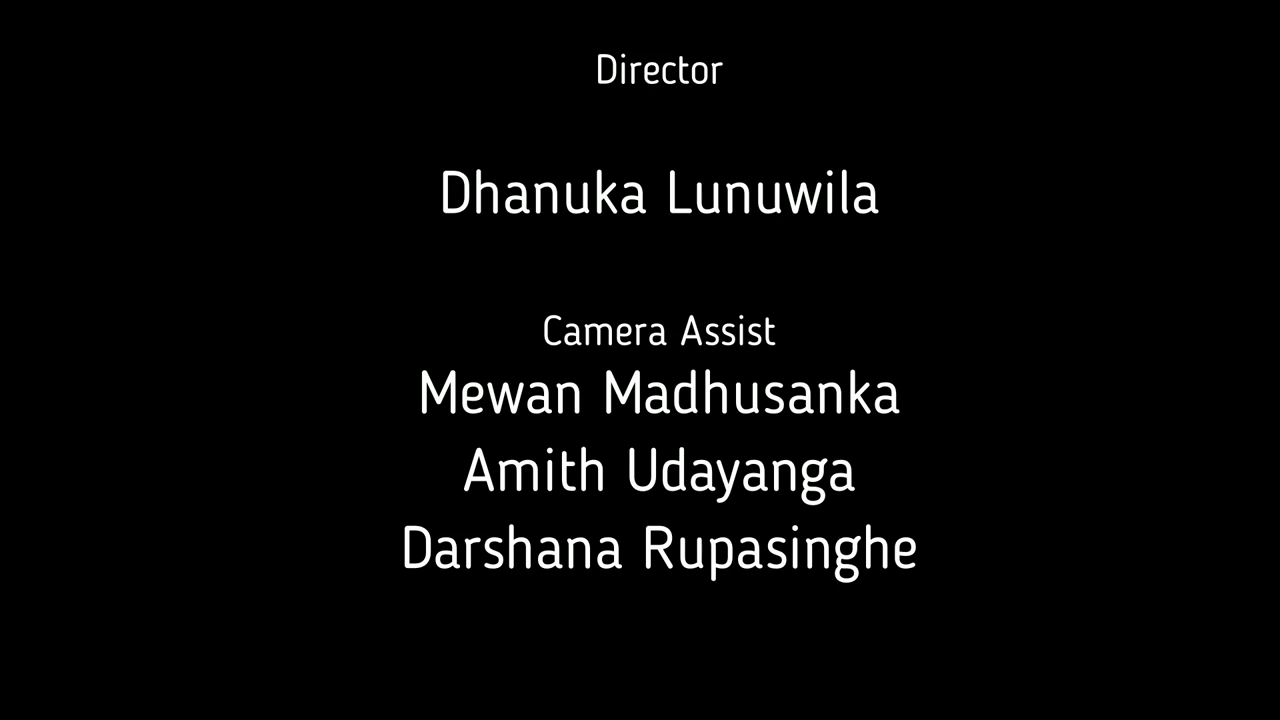 Director
Dhanuka Lunuwila
Camera Assist
Mewan Madhusanka
Amith Udayanga
Darshana Rupasinghe